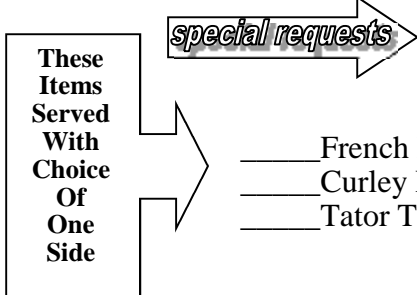 special requests
These
Items
Served
With
Choice
Of
One
Side
_____French
_____Curley
_____Tator T